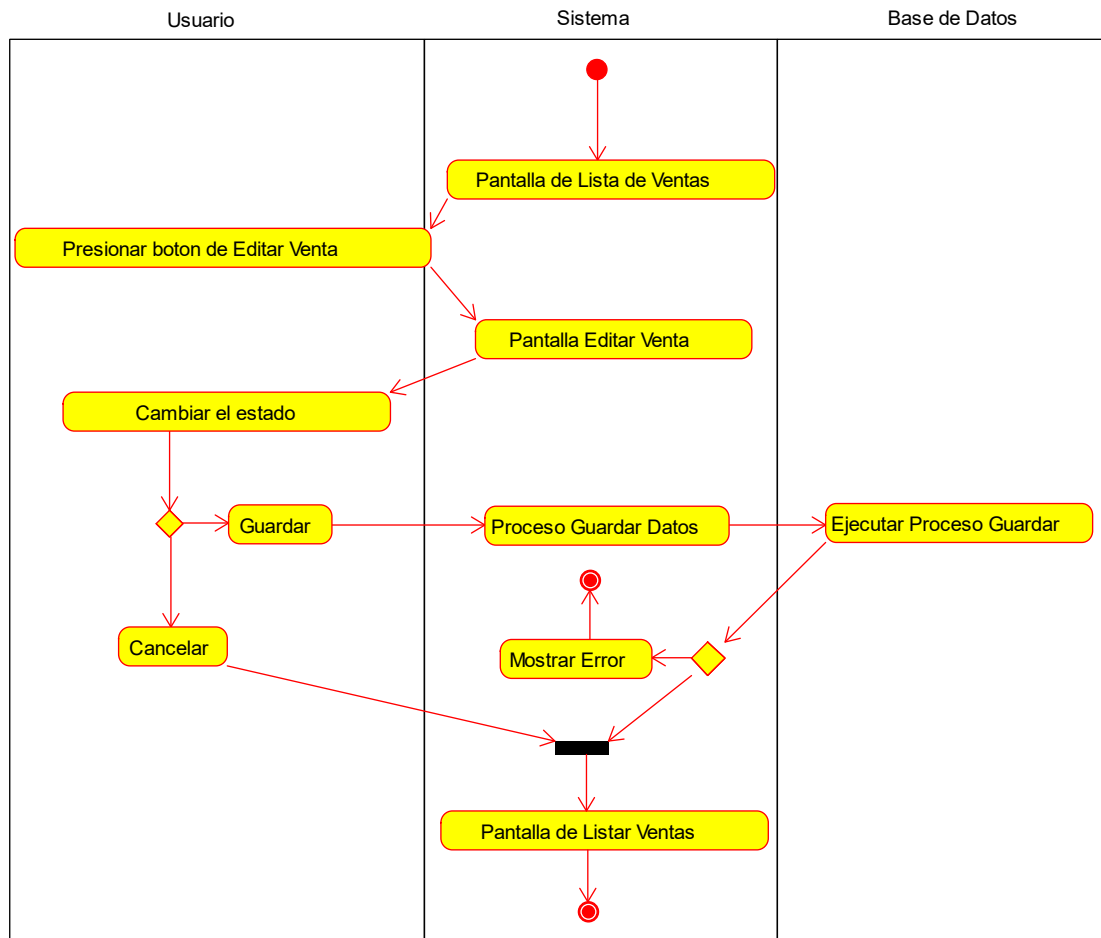 Usuario
Sistema
Base de Datos
Pantalla de Lista de Ventas
Presionar boton de Editar Venta
Pantalla Editar Venta
Cambiar el estado
Guardar
Proceso Guardar Datos
Ejecutar Proceso Guardar
Cancelar
Mostrar Error
Pantalla de Listar Ventas